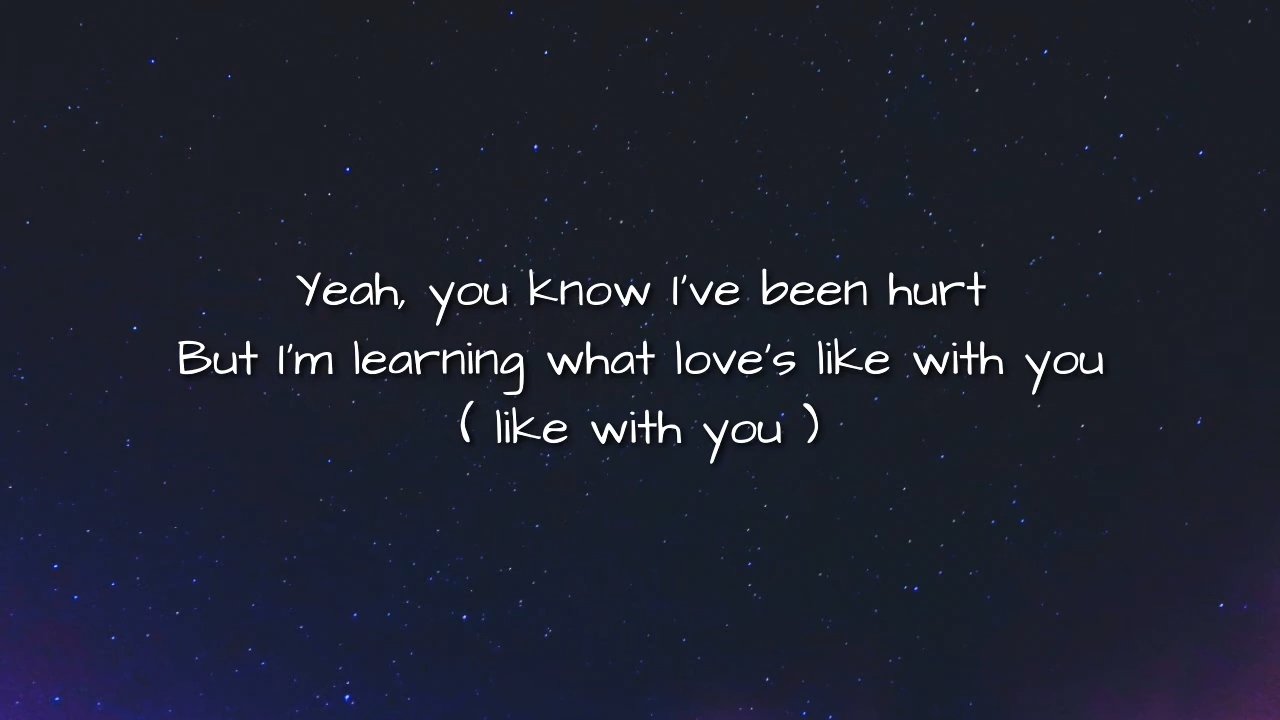 Yeah, you know I've been hurt
But I'm learning what love's like with you
( like with you )